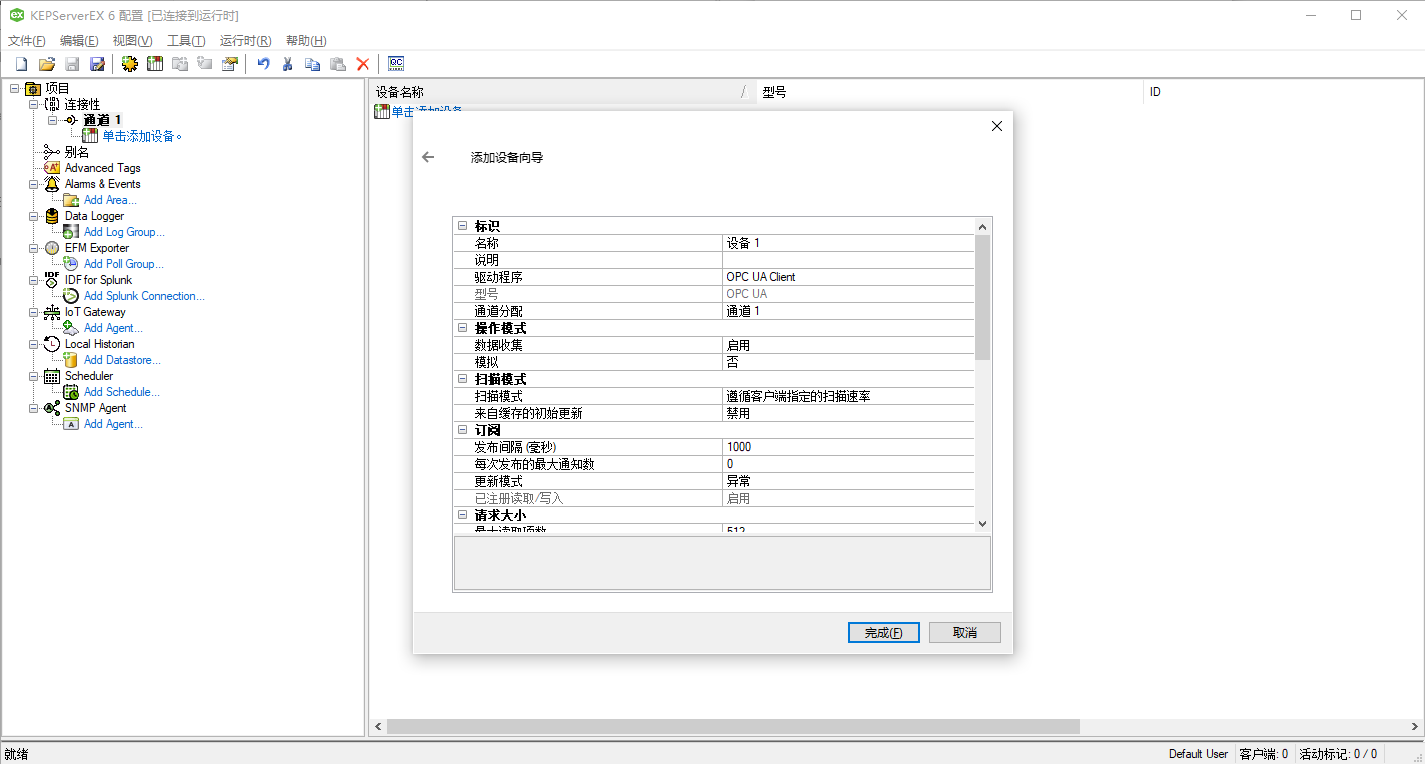 KEPServerEX 6 配置 [已连接到运行时]
文件(F) 编辑(E) 视图(V) 工具(T) 运行时(R) 帮助(H)
项目
连接性
通道 1
单击添加设备。
别名
Advanced Tags
Alarms & Events
Add Area...
Data Logger
Add Log Group...
EFM Exporter
Add Poll Group...
IDF for Splunk
Add Splunk Connection...
IoT Gateway
Add Agent...
Local Historian
Add Datastore...
Scheduler
Add Schedule...
SNMP Agent
Add Agent...
设备名称 / 型号 ID
单击添加设备
添加设备向导
标识
名称 设备 1
说明
驱动程序 OPC UA Client
型号 OPC UA
通道分配 通道 1
操作模式
数据收集 启用
模拟 否
扫描模式
扫描模式 遵循客户端指定的扫描速率
来自缓存的初始更新 禁用
订阅
发布间隔 (毫秒) 1000
每次发布的最大通知数 0
更新模式 异常
已注册读取/写入 启用
请求大小
最大读取项数 512
完成(F) 取消
就绪 Default User 客户端: 0 活动标记: 0 / 0